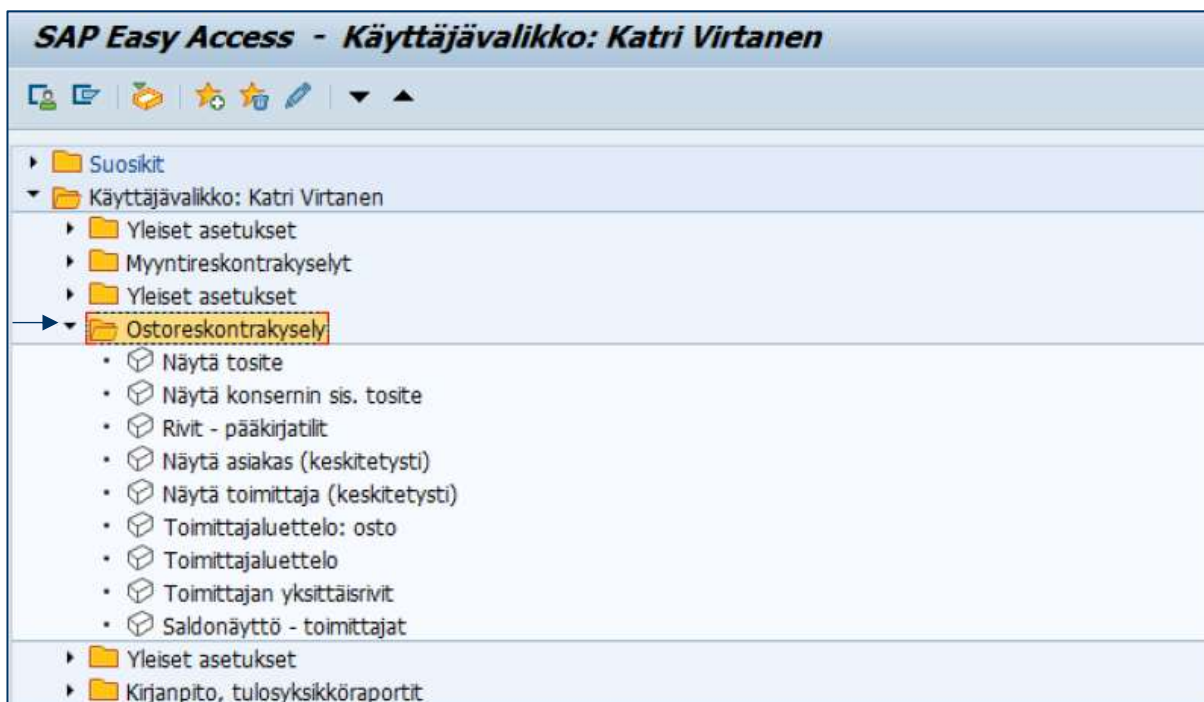 SAP Easy Access - Käyttäjävalikko: Katri Virtanen
Suosikit
Käyttäjävalikko: Katri Virtanen
Yleiset asetukset
Myyntireskontrakyselyt
Yleiset asetukset
Ostoreskontrakysely
Näytä tosite
Näytä konsernin sis. tosite
Rivit - pääkirjatilit
Näytä asiakas (keskitetysti)
Näytä toimittaja (keskitetysti)
Toimittajaluettelo: osto
Toimittajaluettelo
Toimittajan yksittäisrivit
Saldonäyttö - toimittajat
Yleiset asetukset
Kirjanpito, tulosyksikköraportit